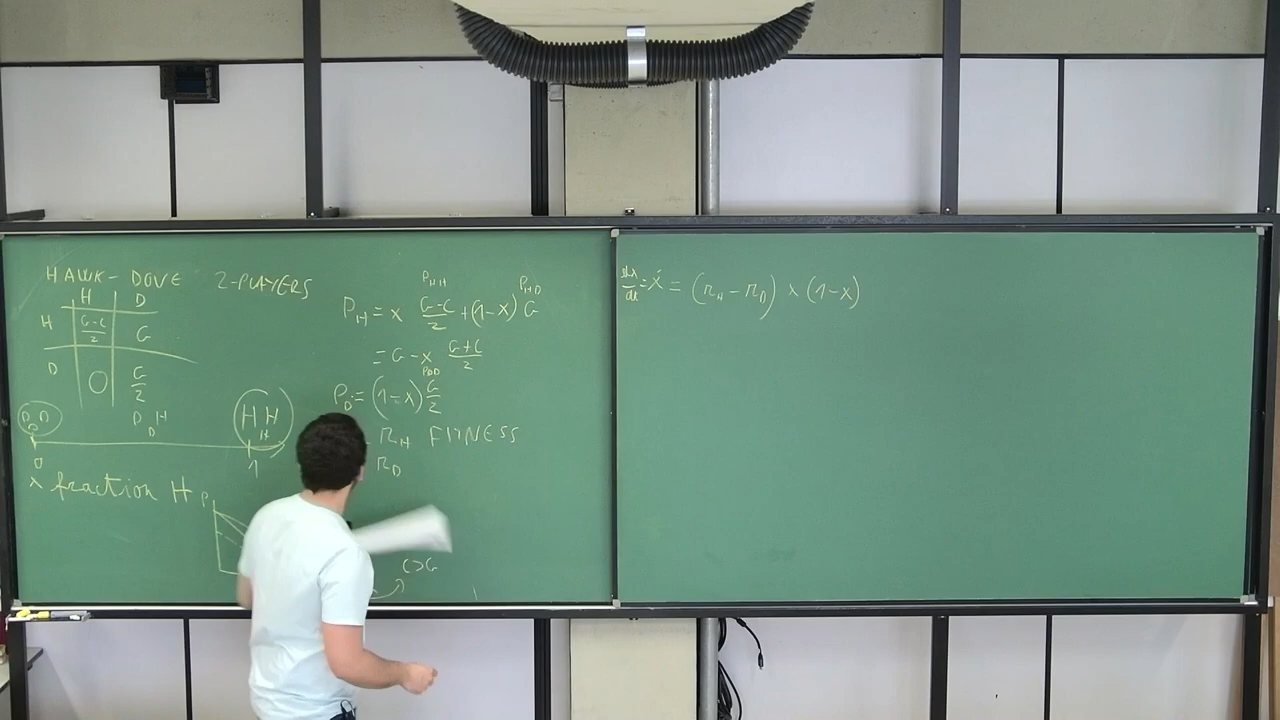 HAWK - DOVE 2-PLAYERS
H D
H G-C/2 G
D 0 G/2
D D D D D H H H H
0 1
x fraction H
P
P_HH P_HD
P_H = x G-C/2 + (1-x) G
= G - x G+C/2
P_DD
P_D = (1-x) G/2
π_H FITNESS
π_D
C>G
dx/dt = ẋ = (π_H - π_D) x (1-x)